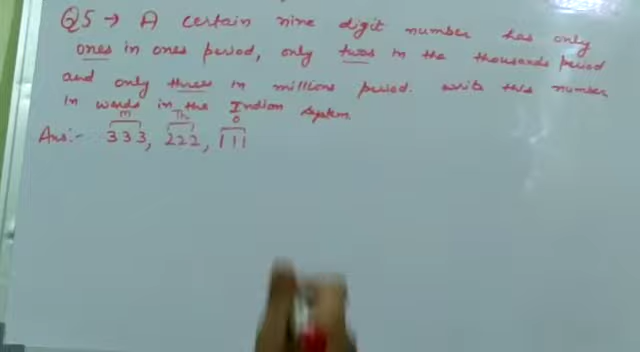 Q5 → A certain nine digit number has only
ones in ones period, only twos in the thousands period
and only threes in millions period. write this number
in words in the Indian system.
M Th O
Ans:- 333, 222, 111